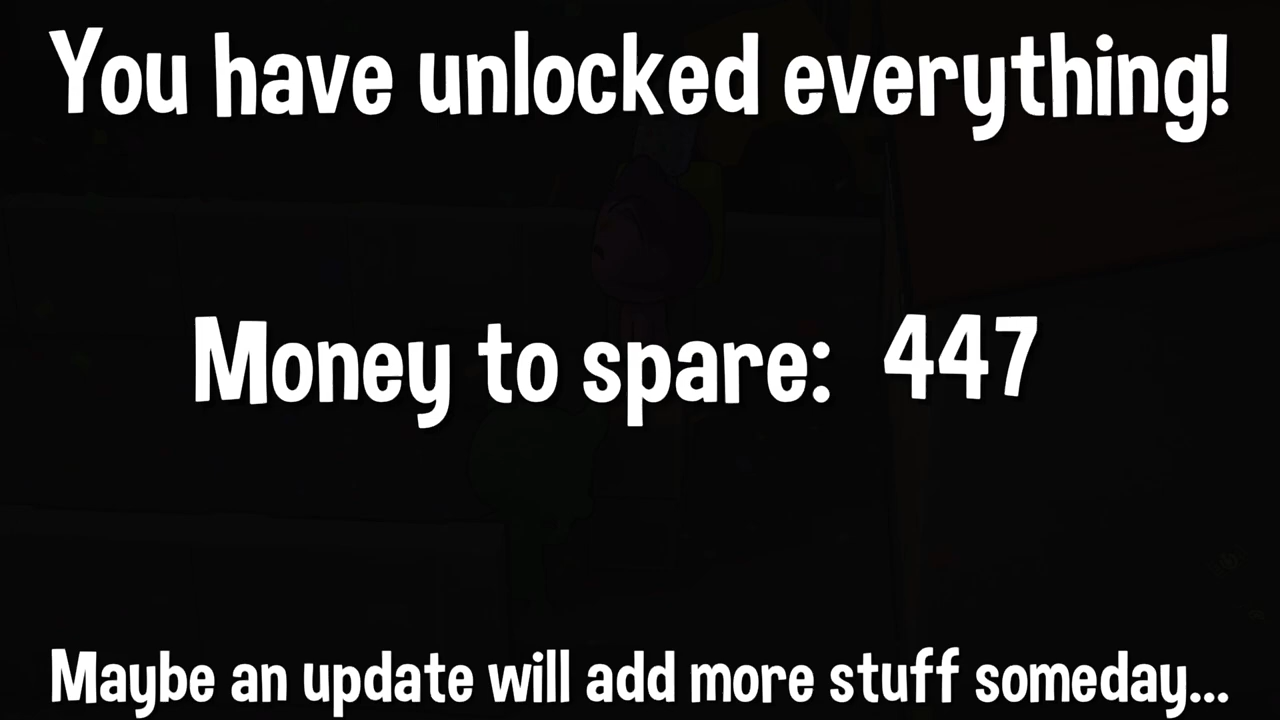 You have unlocked everything!
Money to spare: 447
Maybe an update will add more stuff someday...